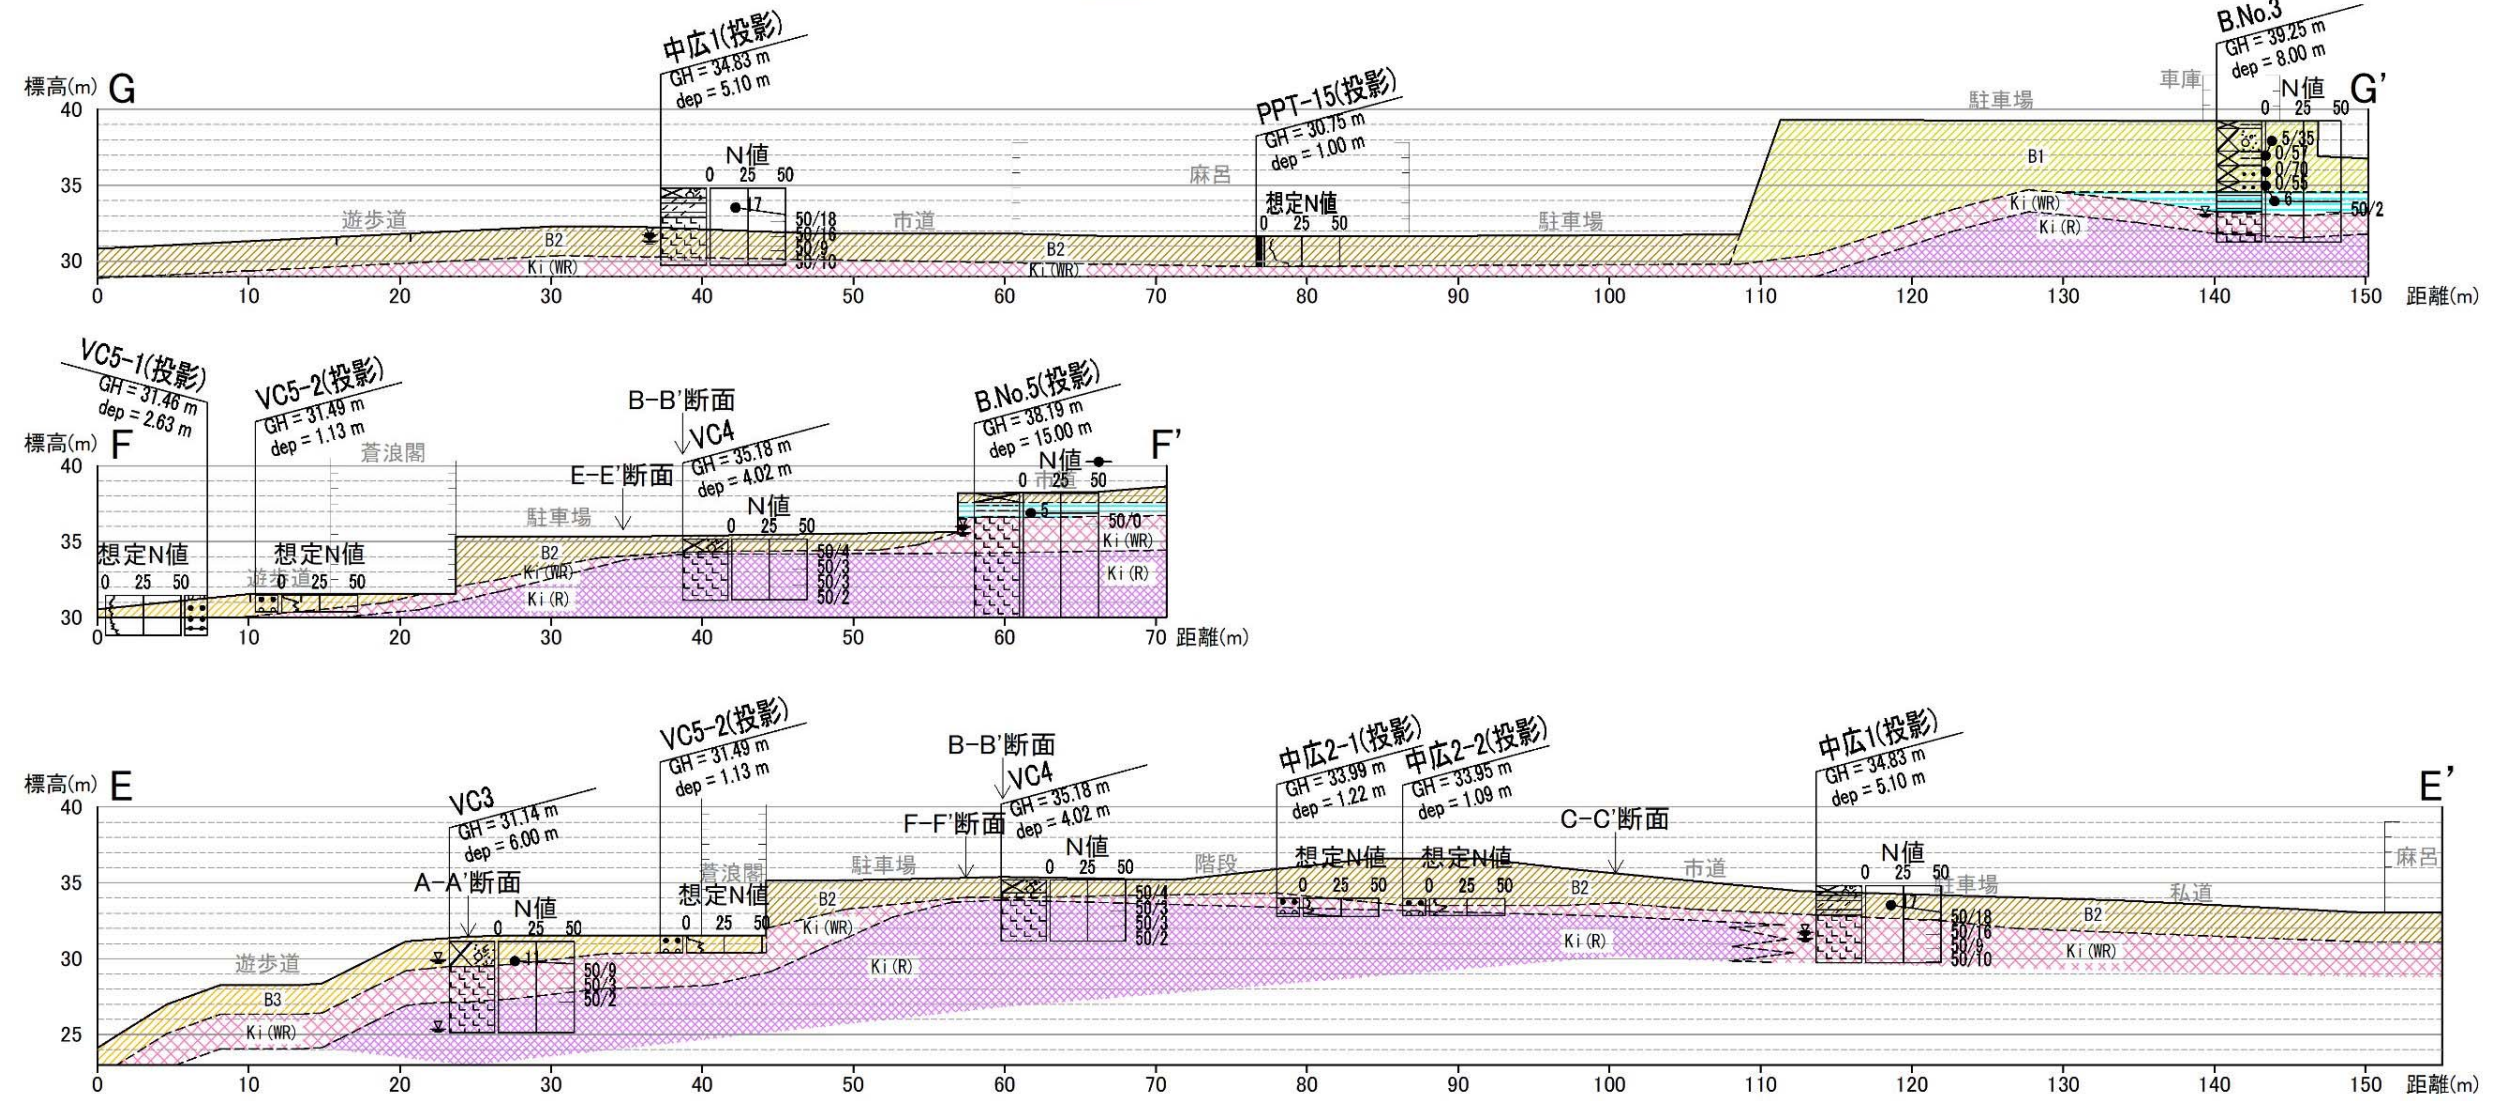 標高(m) G
中広1(投影)
GH = 34.83 m
dep = 5.10 m
PPT-15(投影)
GH = 30.75 m
dep = 1.00 m
B.No.3
GH = 39.25 m
dep = 8.00 m
G'
40
35
30
遊歩道
N値
0 25 50
17
50/18
50/16
50/9
50/10
市道
麻呂
想定N値
0 25 50
駐車場
駐車場
車庫
N値
0 25 50
5/35
0/57
0/70
0/55
6
50/2
B2
Ki(WR)
B2
Ki(WR)
B1
Ki(WR)
Ki(R)
0 10 20 30 40 50 60 70 80 90 100 110 120 130 140 150 距離(m)
標高(m) F
VC5-1(投影)
GH = 31.46 m
dep = 2.63 m
VC5-2(投影)
GH = 31.49 m
dep = 1.13 m
蒼浪閣
B-B'断面
E-E'断面
VC4
GH = 35.18 m
dep = 4.02 m
B.No.5(投影)
GH = 38.19 m
dep = 15.00 m
F'
40
35
30
想定N値
0 25 50
想定N値
0 25 50
遊歩道
駐車場
N値
0 25 50
50/4
50/3
50/3
50/2
N値
市道
0 25 50
5
50/0
B2
Ki(WR)
Ki(R)
Ki(WR)
Ki(R)
0 10 20 30 40 50 60 70 距離(m)
標高(m) E
VC3
GH = 31.14 m
dep = 6.00 m
VC5-2(投影)
GH = 31.49 m
dep = 1.13 m
B-B'断面
VC4
GH = 35.18 m
dep = 4.02 m
中広2-1(投影)
GH = 33.99 m
dep = 1.22 m
中広2-2(投影)
GH = 33.95 m
dep = 1.09 m
中広1(投影)
GH = 34.83 m
dep = 5.10 m
E'
40
35
30
25
A-A'断面
F-F'断面
C-C'断面
遊歩道
N値
0 25 50
11
50/9
50/3
50/2
蒼浪閣
想定N値
0 25 50
駐車場
N値
0 25 50
50/4
50/3
50/3
50/2
階段
想定N値
0 25 50
想定N値
0 25 50
市道
N値
0 25 50
17
50/18
50/16
50/9
50/10
駐車場
私道
麻呂
B3
Ki(WR)
B2
Ki(WR)
Ki(R)
B2
Ki(R)
B2
Ki(WR)
0 10 20 30 40 50 60 70 80 90 100 110 120 130 140 150 距離(m)